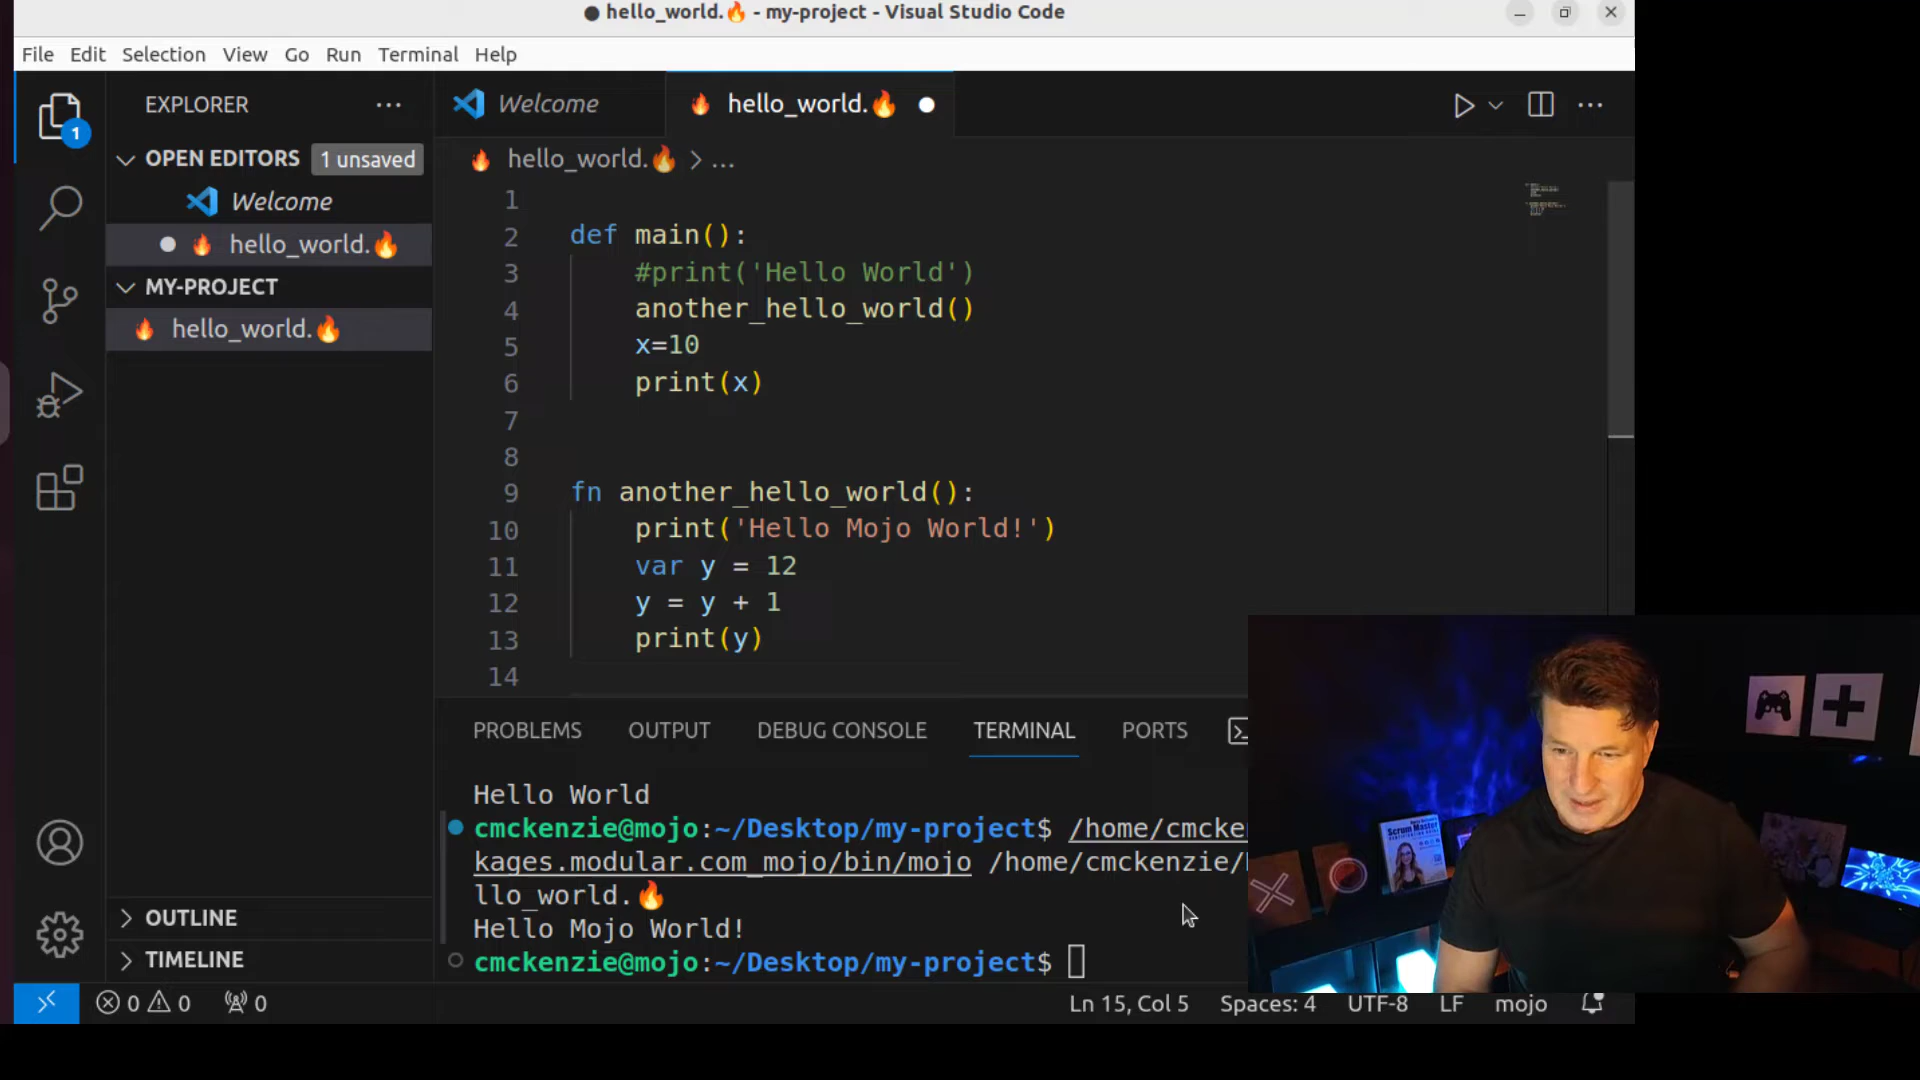 ● hello_world.🔥 - my-project - Visual Studio Code
File Edit Selection View Go Run Terminal Help
EXPLORER ···
Welcome
hello_world.🔥 ●
OPEN EDITORS 1 unsaved
Welcome
● hello_world.🔥
MY-PROJECT
hello_world.🔥
OUTLINE
TIMELINE
1
hello_world.🔥 > ...
1
2 def main():
3     #print('Hello World')
4     another_hello_world()
5     x=10
6     print(x)
7
8
9 fn another_hello_world():
10     print('Hello Mojo World!')
11     var y = 12
12     y = y + 1
13     print(y)
14
PROBLEMS OUTPUT DEBUG CONSOLE TERMINAL PORTS
Hello World
cmckenzie@mojo:~/Desktop/my-project$ /home/cmcke
kages.modular.com_mojo/bin/mojo /home/cmckenzie/
llo_world.🔥
Hello Mojo World!
cmckenzie@mojo:~/Desktop/my-project$
Scrum Master
0 0 0 Ln 15, Col 5 Spaces: 4 UTF-8 LF mojo